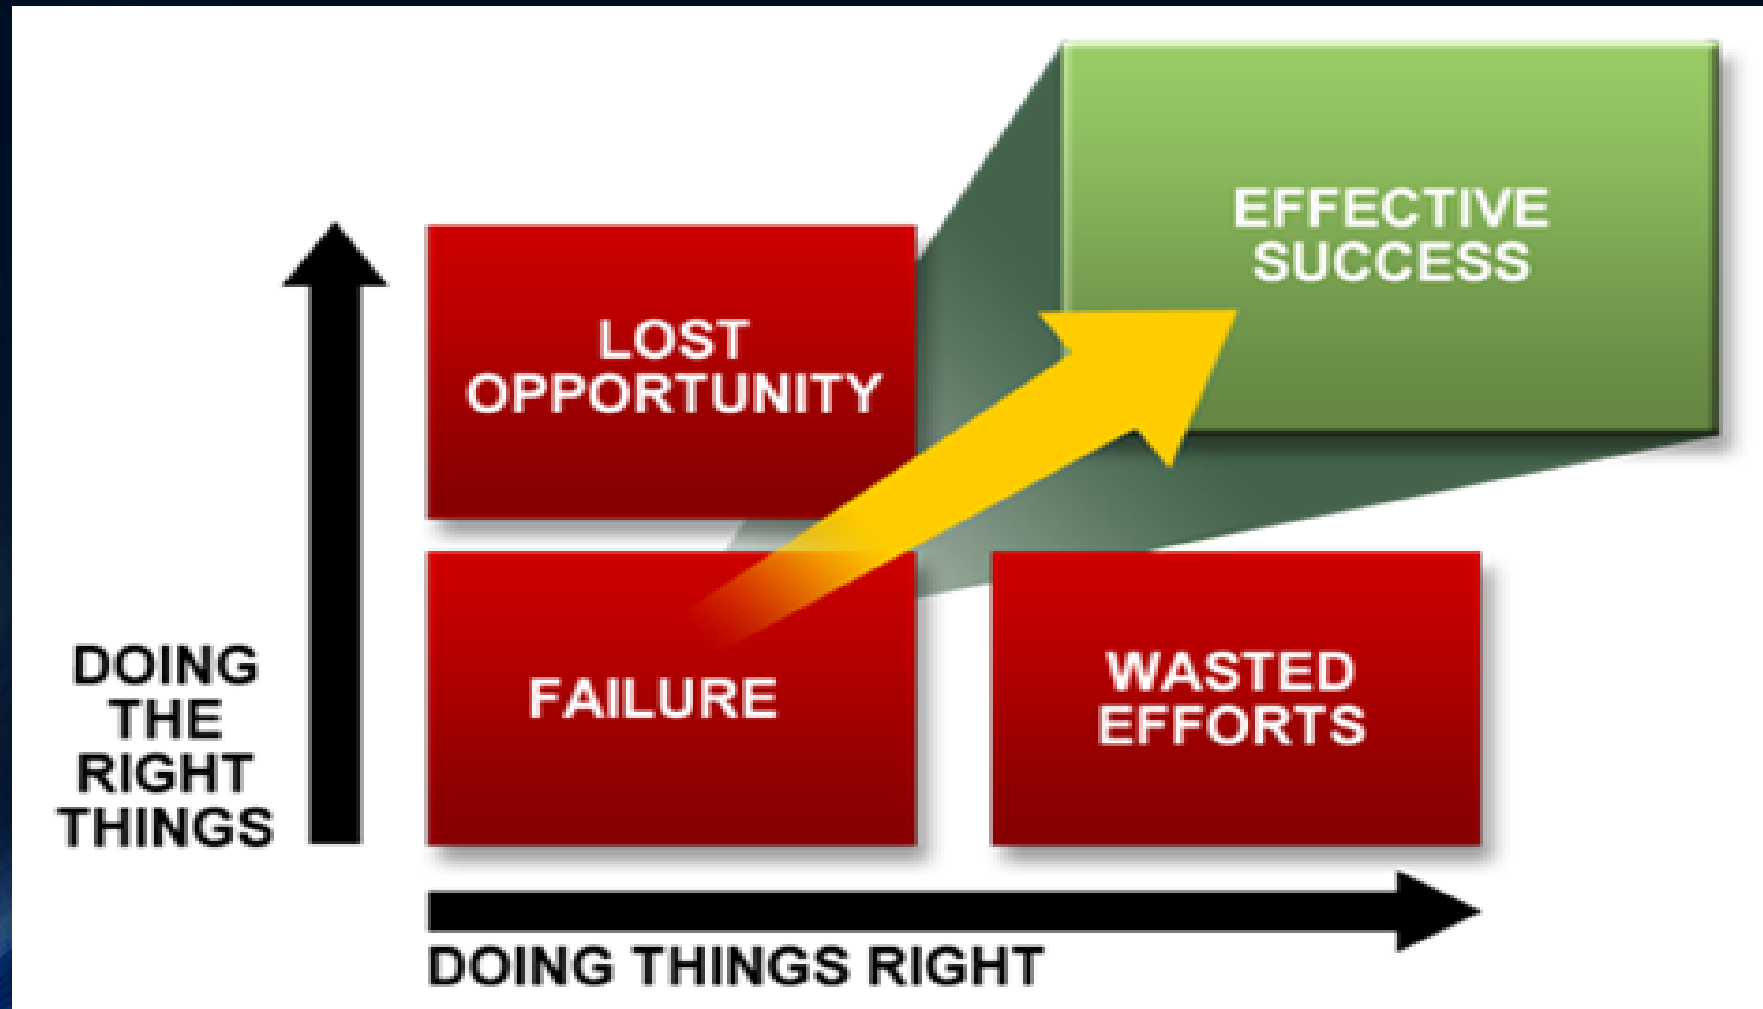 EFFECTIVE
SUCCESS
LOST
OPPORTUNITY
FAILURE
WASTED
EFFORTS
DOING
THE
RIGHT
THINGS
DOING THINGS RIGHT